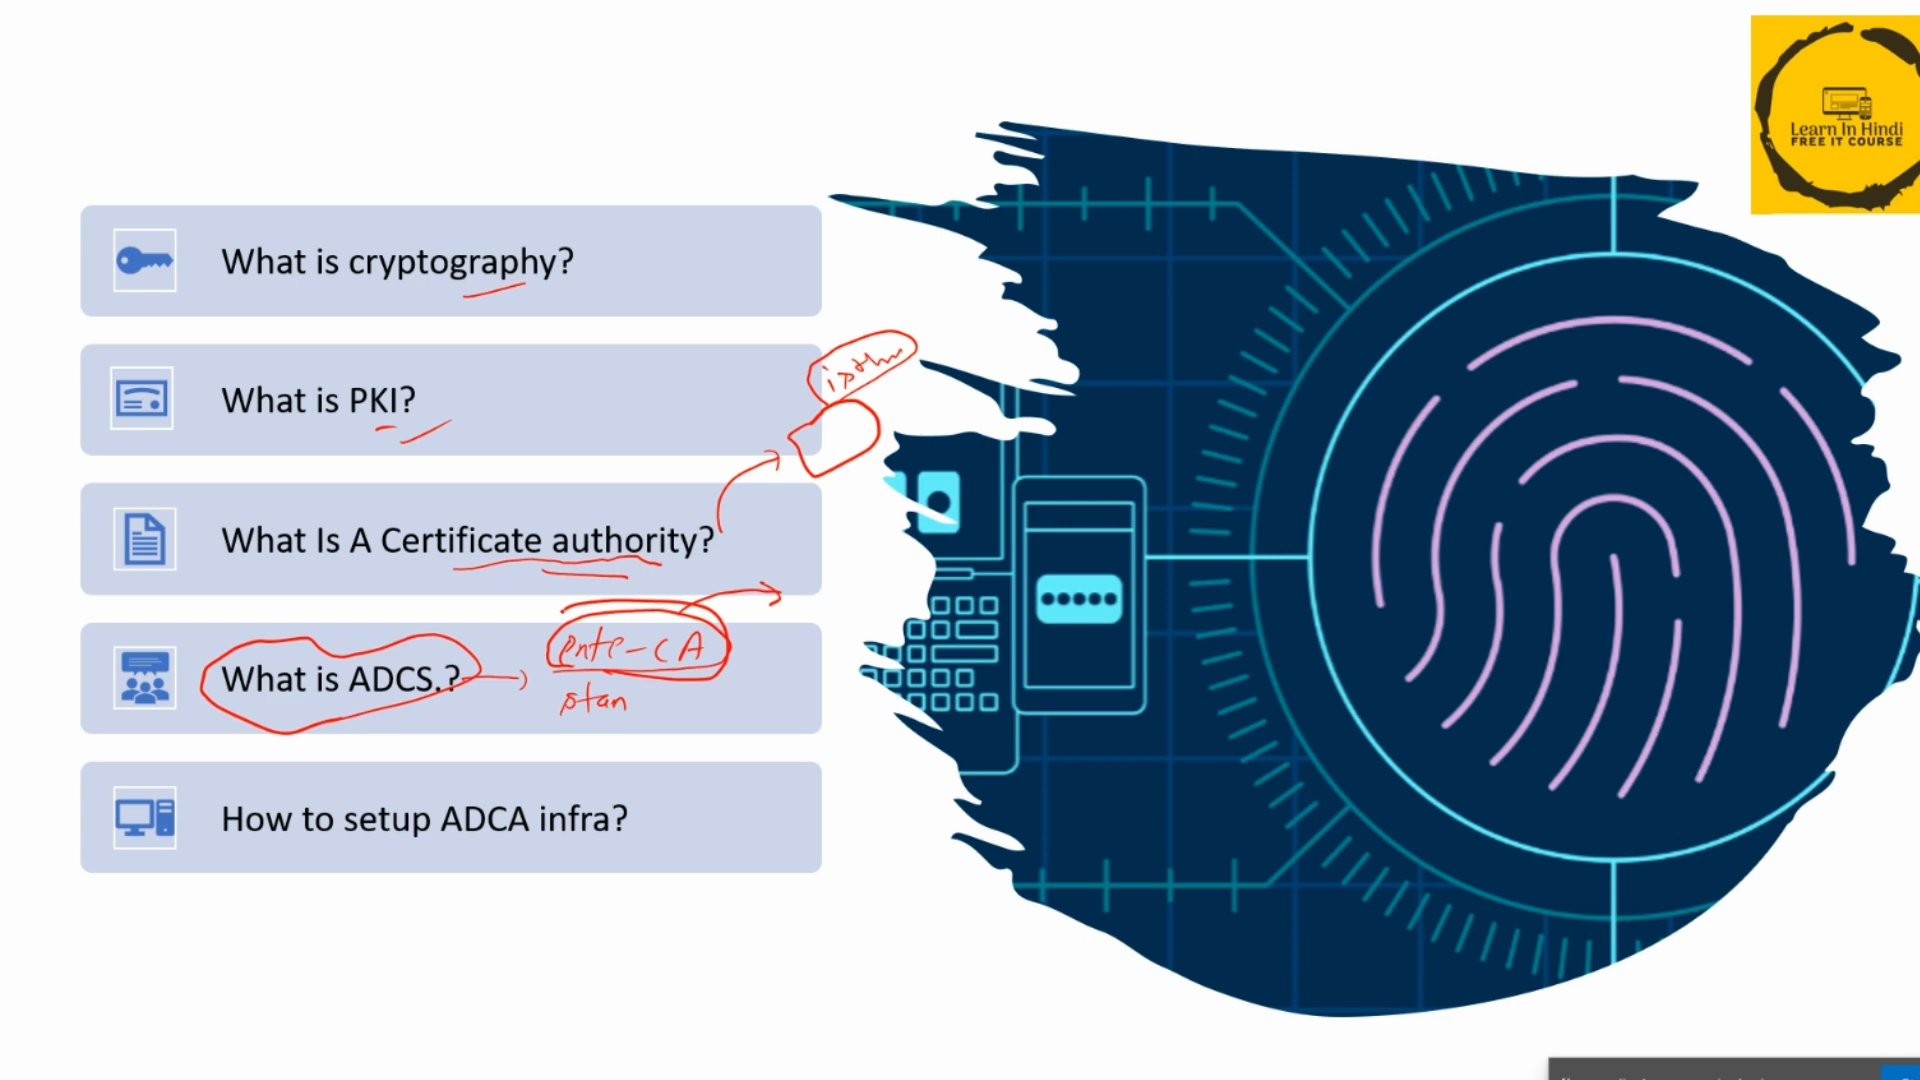 Learn In Hindi
FREE IT COURSE
What is cryptography?
What is PKI?
What Is A Certificate authority?
What is ADCS.?
ente-CA
stan
How to setup ADCA infra?